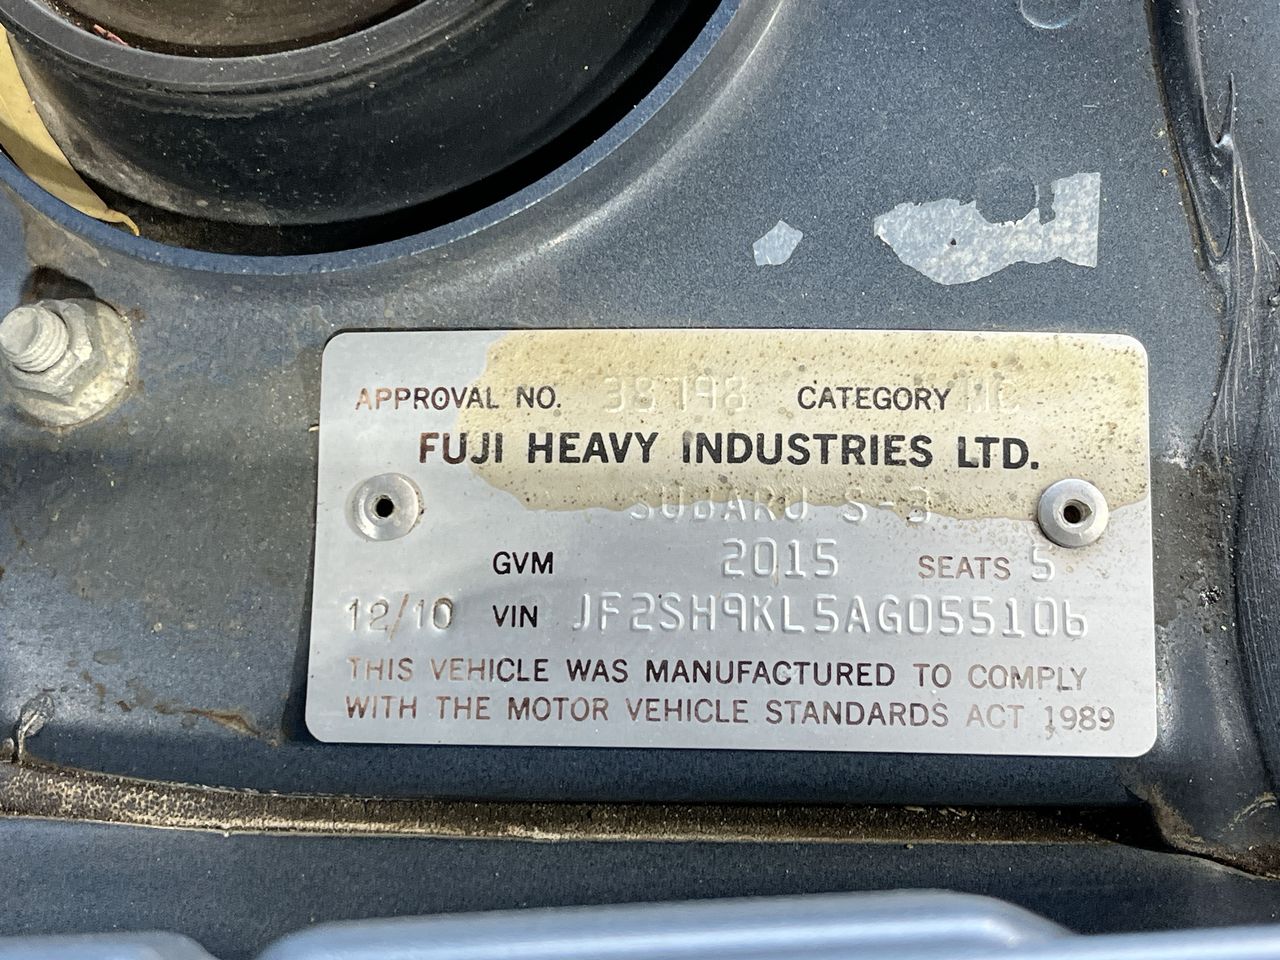 APPROVAL NO. 38798 CATEGORY MC
FUJI HEAVY INDUSTRIES LTD.
SUBARU S-3
GVM 2015 SEATS 5
12/10 VIN JF2SH9KL5AG055106
THIS VEHICLE WAS MANUFACTURED TO COMPLY
WITH THE MOTOR VEHICLE STANDARDS ACT 1989